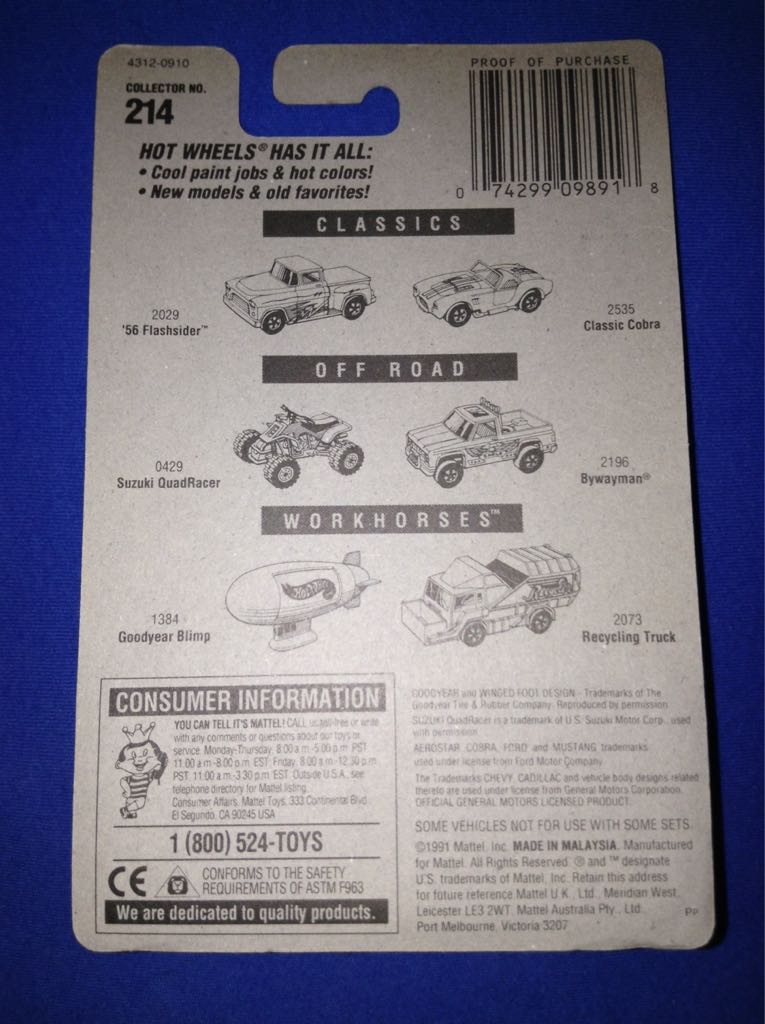 4312-0910
COLLECTOR NO.
214
PROOF OF PURCHASE
0 74299 09891 8
HOT WHEELS® HAS IT ALL:
• Cool paint jobs & hot colors!
• New models & old favorites!
CLASSICS
2029
'56 Flashsider™
2535
Classic Cobra
OFF ROAD
0429
Suzuki QuadRacer
2196
Bywayman®
WORKHORSES™
1384
Goodyear Blimp
Hot Wheels
2073
Recycling Truck
CONSUMER INFORMATION
YOU CAN TELL IT'S MATTEL! CALL us toll-free or write
with any comments or questions about our toys or
service. Monday-Thursday, 8:00 a.m.-5:00 p.m. PST
11:00 a.m.-8:00 p.m. EST. Friday, 8:00 a.m.-12:30 p.m.
PST, 11:00 a.m.-3:30 p.m. EST. Outside U.S.A., see
telephone directory for Mattel listing.
Consumer Affairs, Mattel Toys, 333 Continental Blvd.
El Segundo, CA 90245 USA
1 (800) 524-TOYS
CE
CONFORMS TO THE SAFETY
REQUIREMENTS OF ASTM F963
We are dedicated to quality products.
GOODYEAR and WINGED FOOT DESIGN - Trademarks of The
Goodyear Tire & Rubber Company. Reproduced by permission
SUZUKI QuadRacer is a trademark of U.S. Suzuki Motor Corp. used
with permission
AEROSTAR, COBRA, FORD and MUSTANG trademarks
used under license from Ford Motor Company.
The Trademarks CHEVY, CADILLAC and vehicle body designs related
thereto are used under license from General Motors Corporation.
OFFICIAL GENERAL MOTORS LICENSED PRODUCT.
SOME VEHICLES NOT FOR USE WITH SOME SETS.
©1991 Mattel, Inc. MADE IN MALAYSIA. Manufactured
for Mattel. All Rights Reserved. ® and ™ designate
U.S. trademarks of Mattel, Inc. Retain this address
for future reference: Mattel U.K., Ltd., Meridian West,
Leicester LE3 2WT. Mattel Australia Pty., Ltd.,
Port Melbourne, Victoria 3207. PP